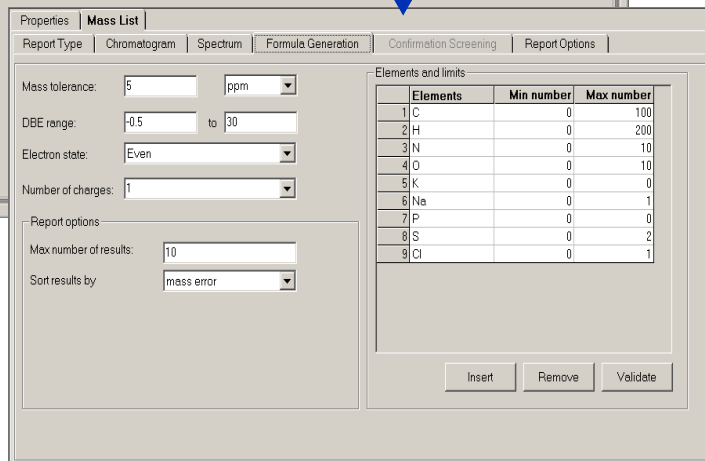 Properties Mass List
Report Type Chromatogram Spectrum Formula Generation Confirmation Screening Report Options
Mass tolerance: 5 ppm
DBE range: -0.5 to 30
Electron state: Even
Number of charges: 1
Report options
Max number of results: 10
Sort results by mass error
Elements and limits
Elements Min number Max number
1 C 0 100
2 H 0 200
3 N 0 10
4 O 0 10
5 K 0 0
6 Na 0 1
7 P 0 0
8 S 0 2
9 Cl 0 1
Insert Remove Validate